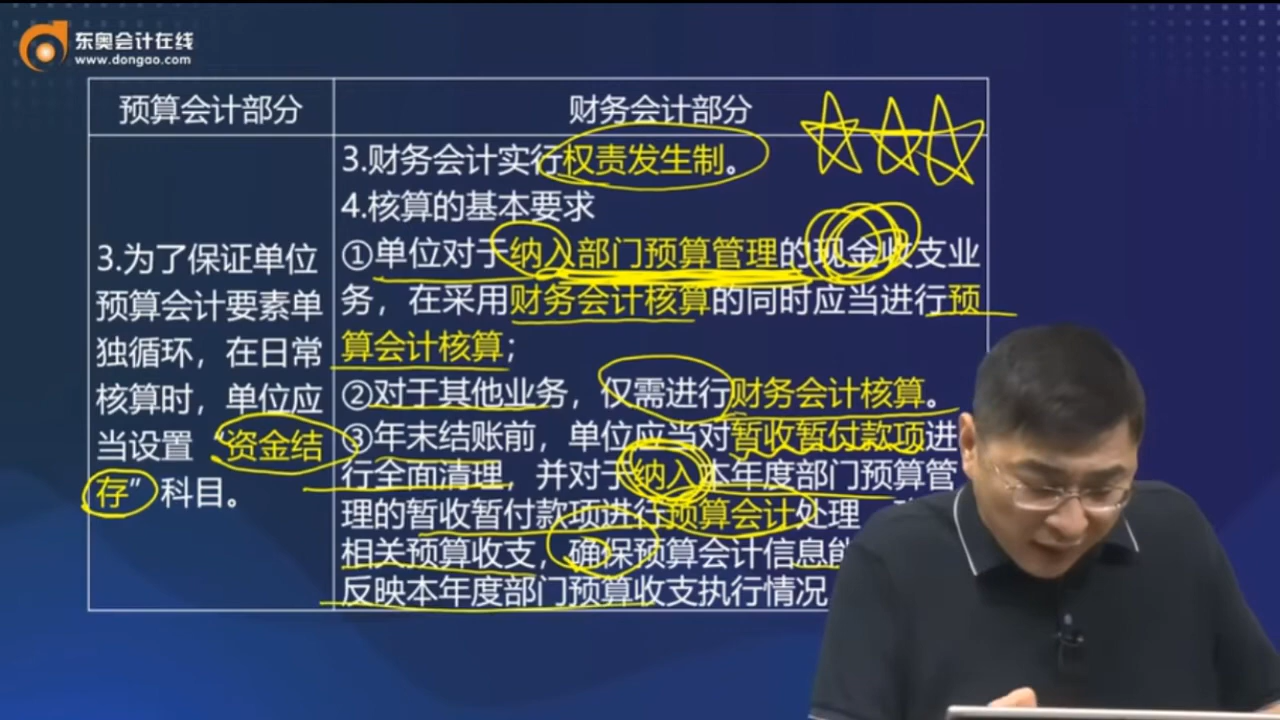 东奥会计在线
www.dongao.com
预算会计部分
财务会计部分
3.为了保证单位
预算会计要素单
独循环，在日常
核算时，单位应
当设置“资金结
存”科目。
3.财务会计实行权责发生制。
4.核算的基本要求
①单位对于纳入部门预算管理的现金收支业
务，在采用财务会计核算的同时应当进行预
算会计核算；
②对于其他业务，仅需进行财务会计核算。
③年末结账前，单位应当对暂收暂付款项进
行全面清理，并对于纳入本年度部门预算管
理的暂收暂付款项进行预算会计处理
相关预算收支，确保预算会计信息能
反映本年度部门预算收支执行情况